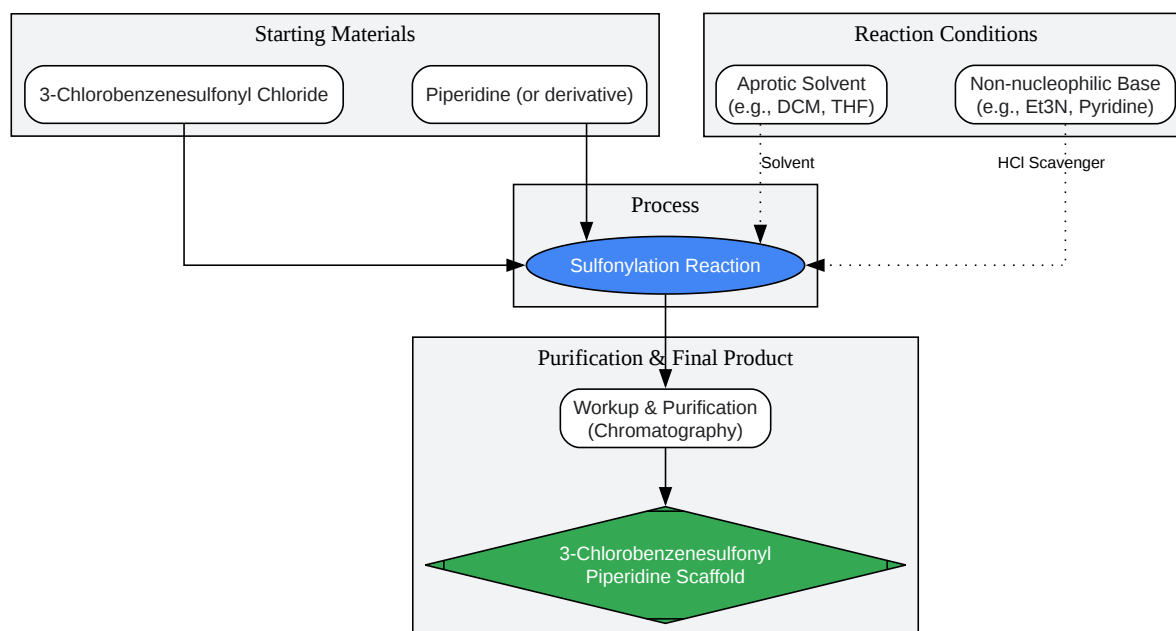 Starting Materials
Reaction Conditions
3-Chlorobenzenesulfonyl Chloride
Piperidine (or derivative)
Aprotic Solvent
(e.g., DCM, THF)
Non-nucleophilic Base
(e.g., Et3N, Pyridine)
Solvent
HCl Scavenger
Process
Sulfonylation Reaction
Purification & Final Product
Workup & Purification
(Chromatography)
3-Chlorobenzenesulfonyl
Piperidine Scaffold